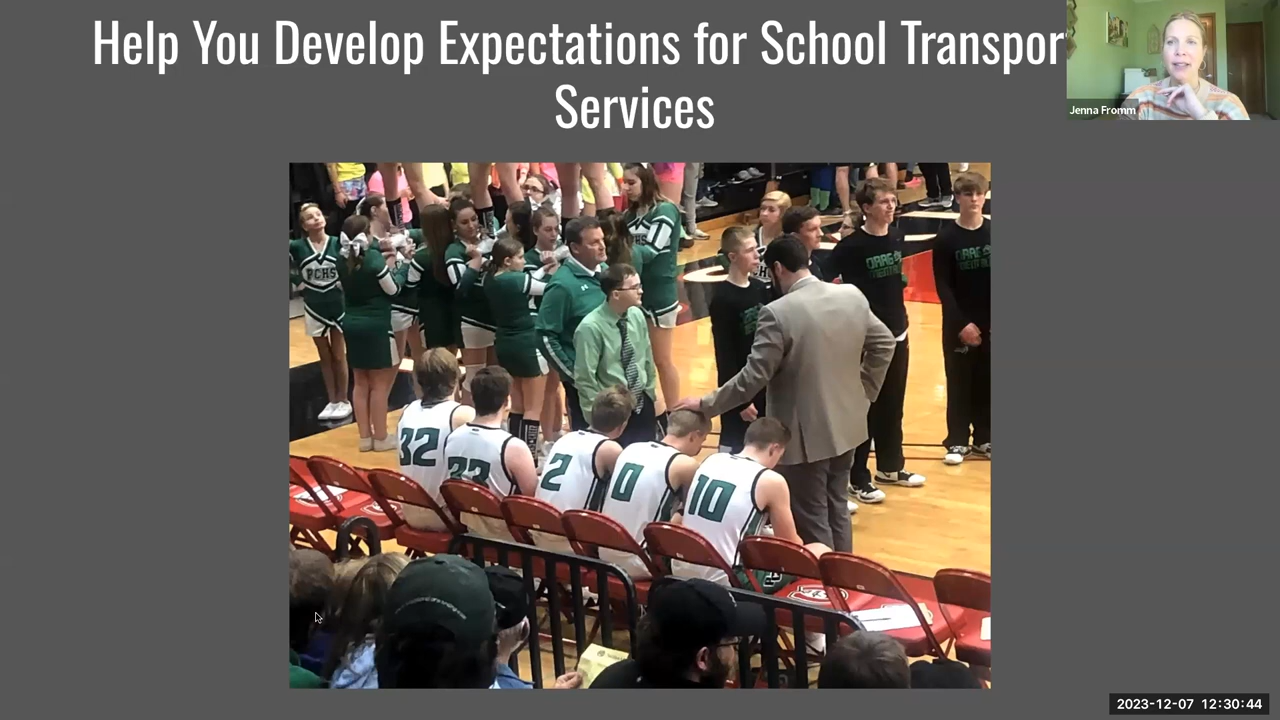 Help You Develop Expectations for School Transpor
Services
Jenna Fromm
PCHS
32
33
2
0
10
2023-12-07 12:30:44